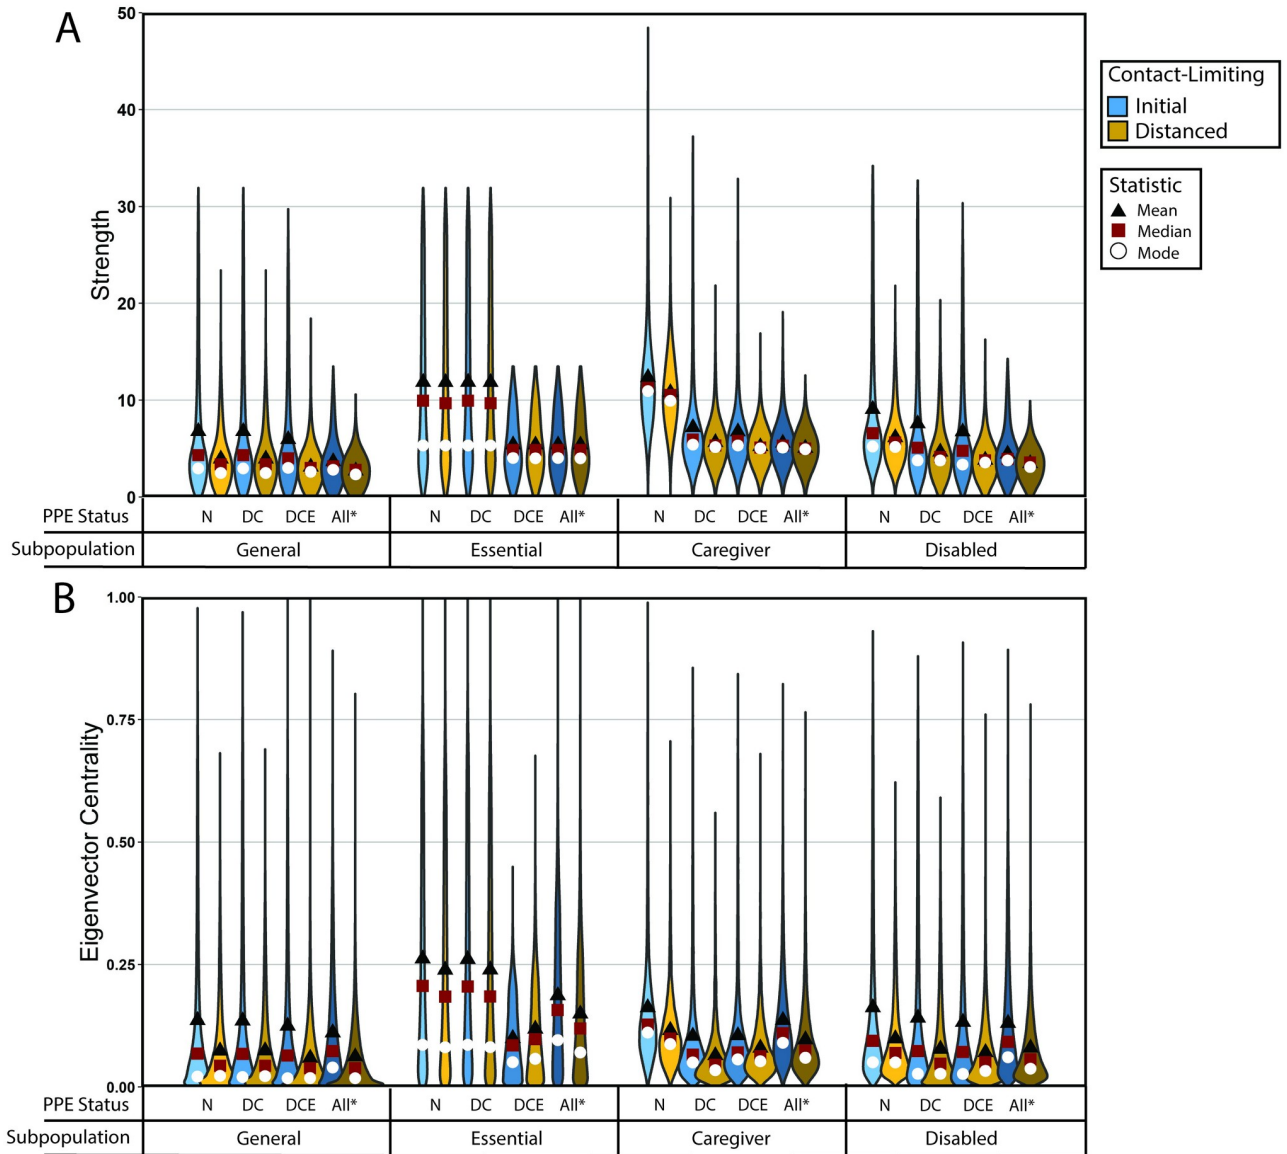 A
50
40
30
20
10
0
Strength
Contact-Limiting
Initial
Distanced
Statistic
Mean
Median
Mode
PPE Status N DC DCE All* N DC DCE All* N DC DCE All* N DC DCE All*
Subpopulation General Essential Caregiver Disabled
B
1.00
0.75
0.50
0.25
0.00
Eigenvector Centrality
PPE Status N DC DCE All* N DC DCE All* N DC DCE All* N DC DCE All*
Subpopulation General Essential Caregiver Disabled